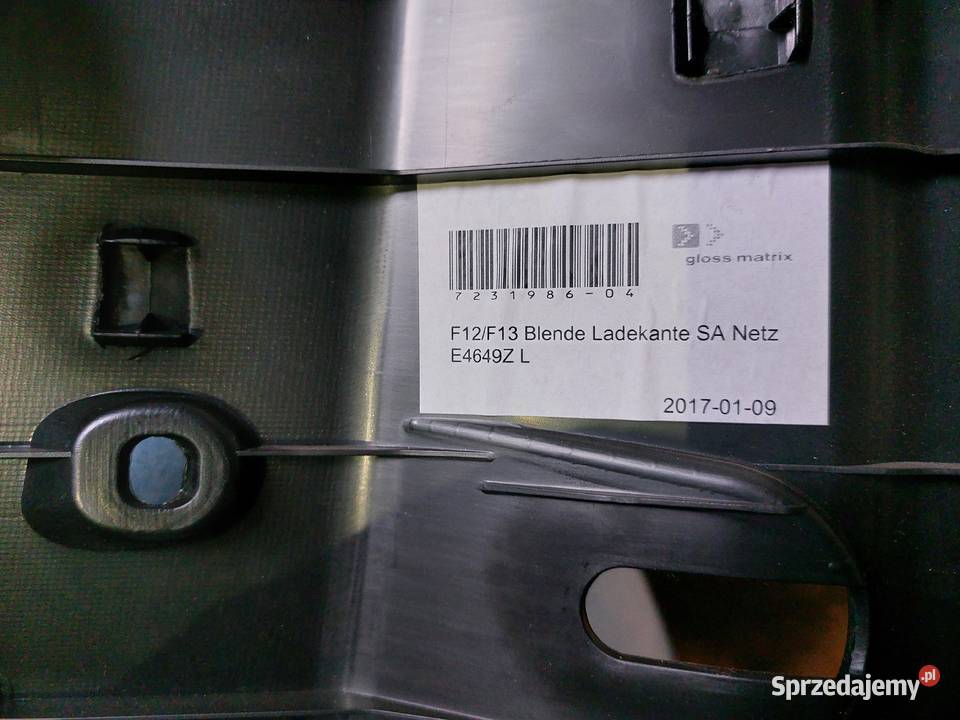 gloss matrix
7231986-04
F12/F13 Blende Ladekante SA Netz
E4649Z L
2017-01-09
Sprzedajemy.pl